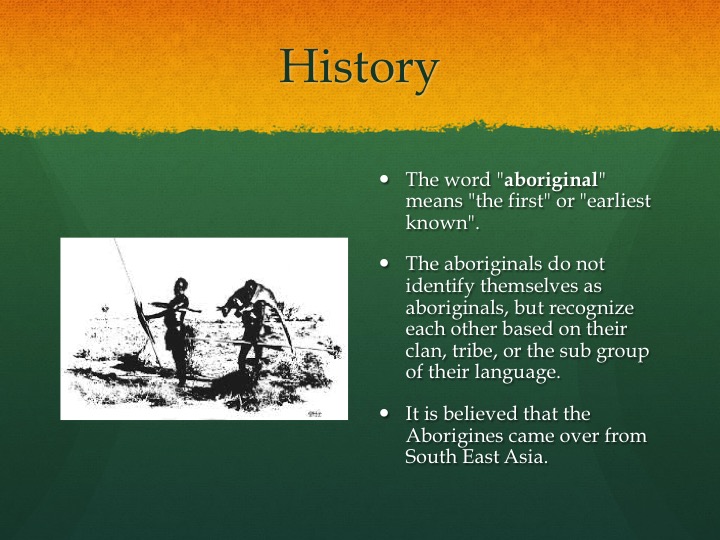 History
• The word "aboriginal"
means "the first" or "earliest
known".
• The aboriginals do not
identify themselves as
aboriginals, but recognize
each other based on their
clan, tribe, or the sub group
of their language.
• It is believed that the
Aborigines came over from
South East Asia.